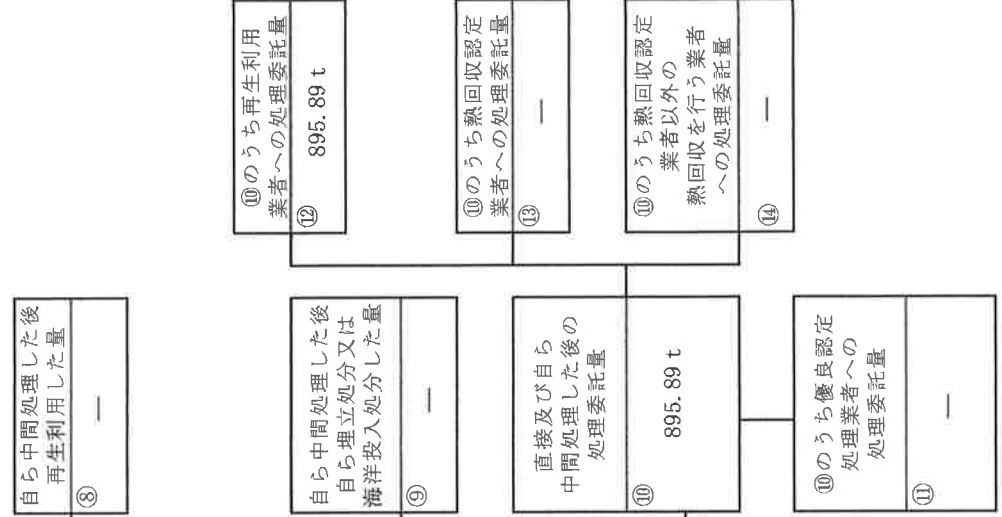 自ら中間処理した後
再生利用した量
⑧
―
自ら中間処理した後
自ら埋立処分又は
海洋投入処分した量
⑨
―
直接及び自ら
中間処理した後の
処理委託量
⑩
895.89 t
⑩のうち優良認定
処理業者への
処理委託量
⑪
―
⑩のうち再生利用
業者への処理委託量
⑫
895.89 t
⑩のうち熱回収認定
業者への処理委託量
⑬
―
⑩のうち熱回収認定
業者以外の
熱回収を行う業者
への処理委託量
⑭
―